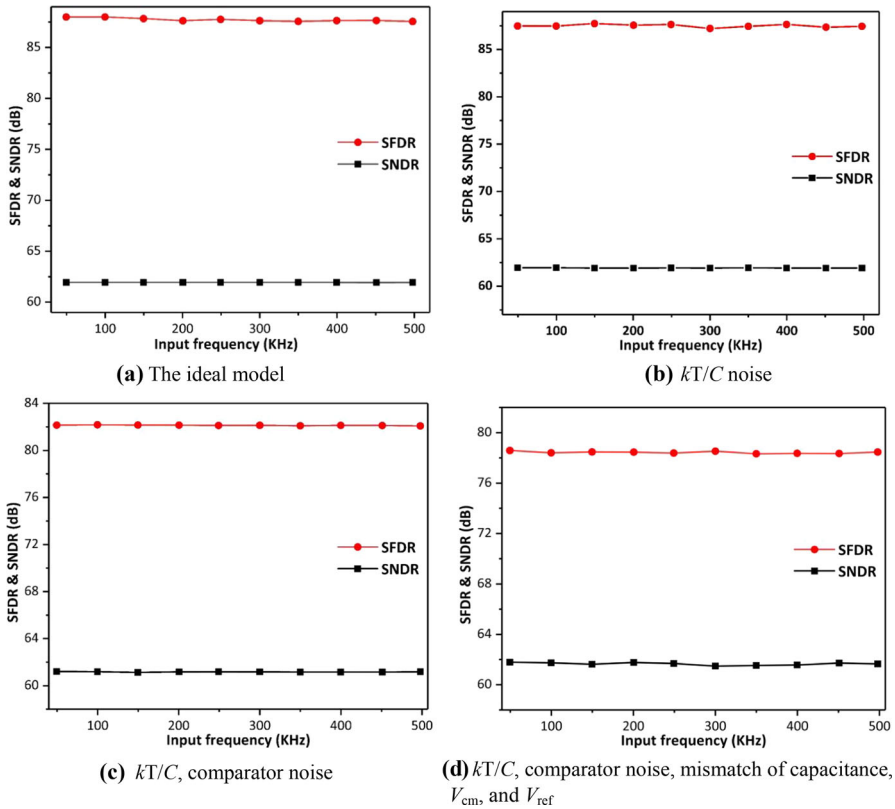 SFDR & SNDR (dB)
85
80
75
70
65
60
SFDR
SNDR
100 200 300 400 500
Input frequency (KHz)
(a) The ideal model
SFDR & SNDR (dB)
85
80
75
70
65
60
SFDR
SNDR
100 200 300 400 500
Input frequency (KHz)
(b) kT/C noise
SFDR & SNDR (dB)
84
80
76
72
68
64
60
SFDR
SNDR
100 200 300 400 500
Input frequency (KHz)
(c) kT/C, comparator noise
SFDR & SNDR (dB)
80
76
72
68
64
60
SFDR
SNDR
100 200 300 400 500
Input frequency (KHz)
(d) kT/C, comparator noise, mismatch of capacitance,
Vcm, and Vref